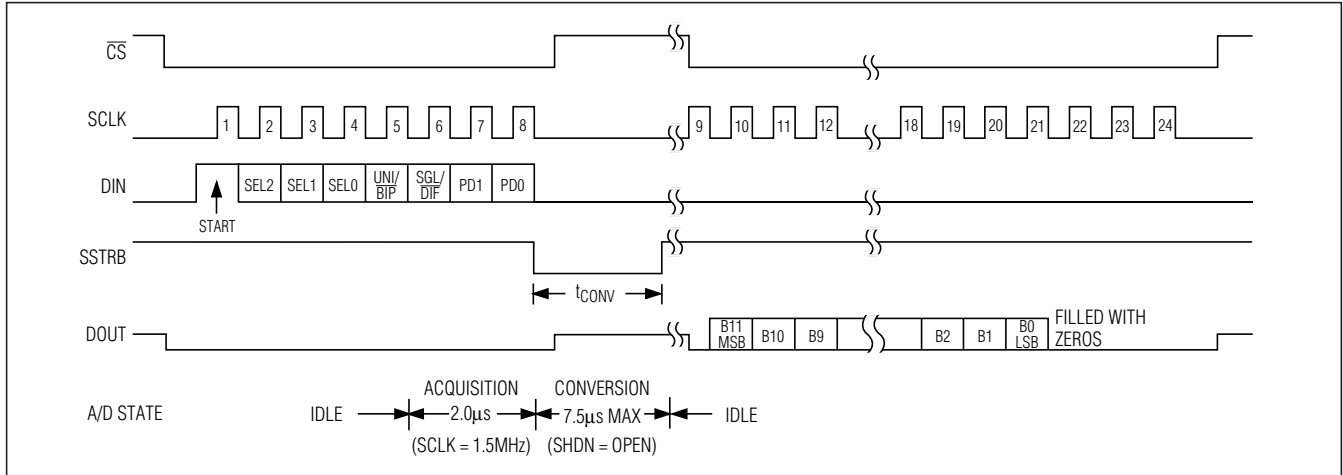 CS
SCLK
1 2 3 4 5 6 7 8 9 10 11 12 18 19 20 21 22 23 24
DIN
SEL2 SEL1 SEL0 UNI/ BIP SGL/ DIF PD1 PD0
START
SSTRB
tCONV
DOUT
B11 MSB B10 B9 B2 B1 B0 LSB
FILLED WITH
ZEROS
ACQUISITION CONVERSION
A/D STATE IDLE 2.0µs 7.5µs MAX IDLE
(SCLK = 1.5MHz) (SHDN = OPEN)